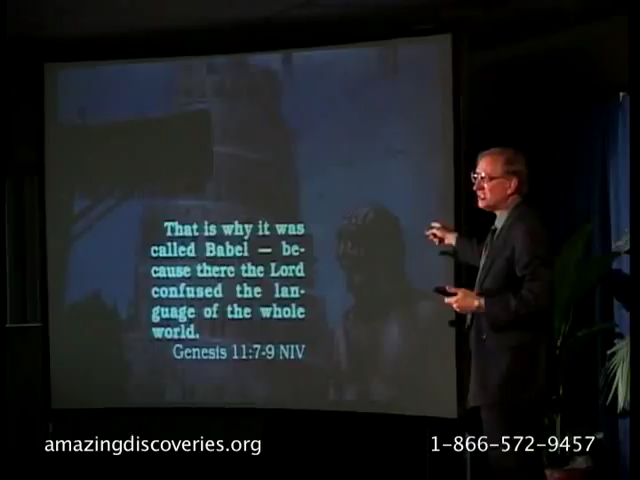 That is why it was
called Babel — be-
cause there the Lord
confused the lan-
guage of the whole
world.
Genesis 11:7-9 NIV
amazingdiscoveries.org
1-866-572-9457